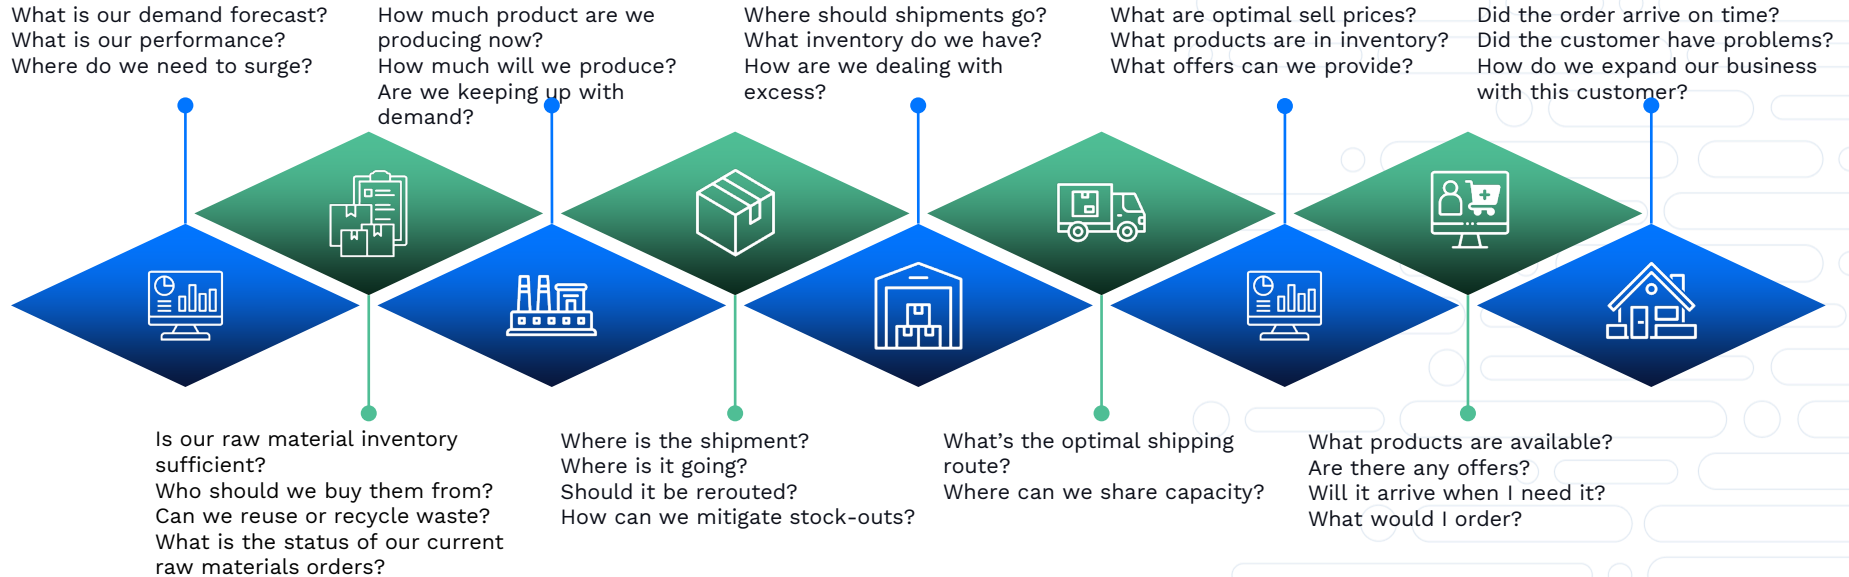 What is our demand forecast?
What is our performance?
Where do we need to surge?
How much product are we
producing now?
How much will we produce?
Are we keeping up with
demand?
Where should shipments go?
What inventory do we have?
How are we dealing with
excess?
What are optimal sell prices?
What products are in inventory?
What offers can we provide?
Did the order arrive on time?
Did the customer have problems?
How do we expand our business
with this customer?
Is our raw material inventory
sufficient?
Who should we buy them from?
Can we reuse or recycle waste?
What is the status of our current
raw materials orders?
Where is the shipment?
Where is it going?
Should it be rerouted?
How can we mitigate stock-outs?
What’s the optimal shipping
route?
Where can we share capacity?
What products are available?
Are there any offers?
Will it arrive when I need it?
What would I order?